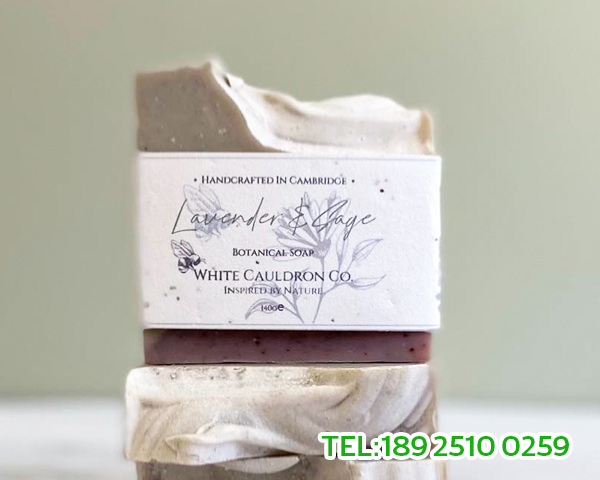 • HANDCRAFTED IN CAMBRIDGE •
Lavender & Sage
BOTANICAL SOAP
WHITE CAULDRON CO.
INSPIRED BY NATURE
140g℮
TEL:189 2510 0259